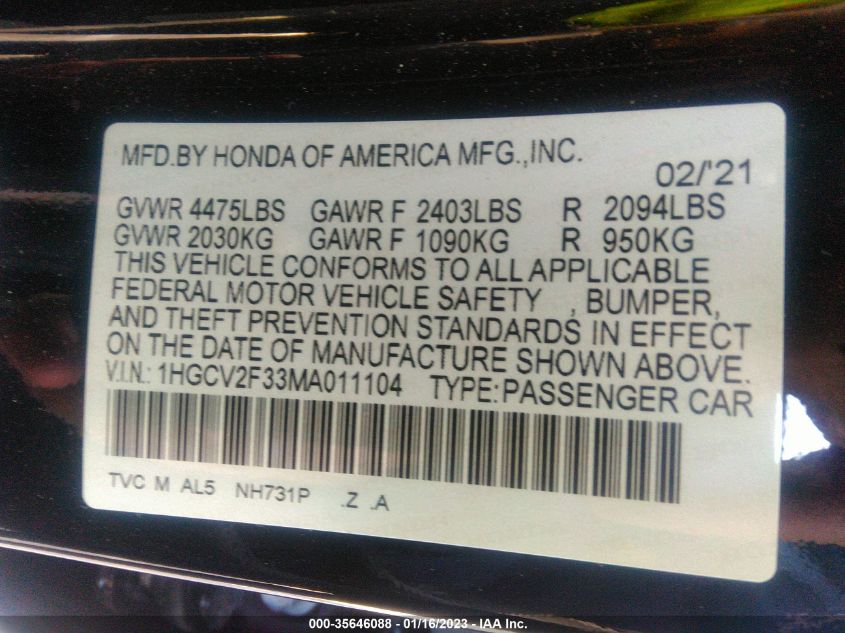 MFD.BY HONDA OF AMERICA MFG.,INC.
02/'21
GVWR 4475LBS GAWR F 2403LBS R 2094LBS
GVWR 2030KG GAWR F 1090KG R 950KG
THIS VEHICLE CONFORMS TO ALL APPLICABLE
FEDERAL MOTOR VEHICLE SAFETY , BUMPER,
AND THEFT PREVENTION STANDARDS IN EFFECT
ON THE DATE OF MANUFACTURE SHOWN ABOVE.
V.I.N.: 1HGCV2F33MA011104 TYPE: PASSENGER CAR
TVC M AL5 NH731P .Z .A
000-35646088 - 01/16/2023 - IAA Inc.